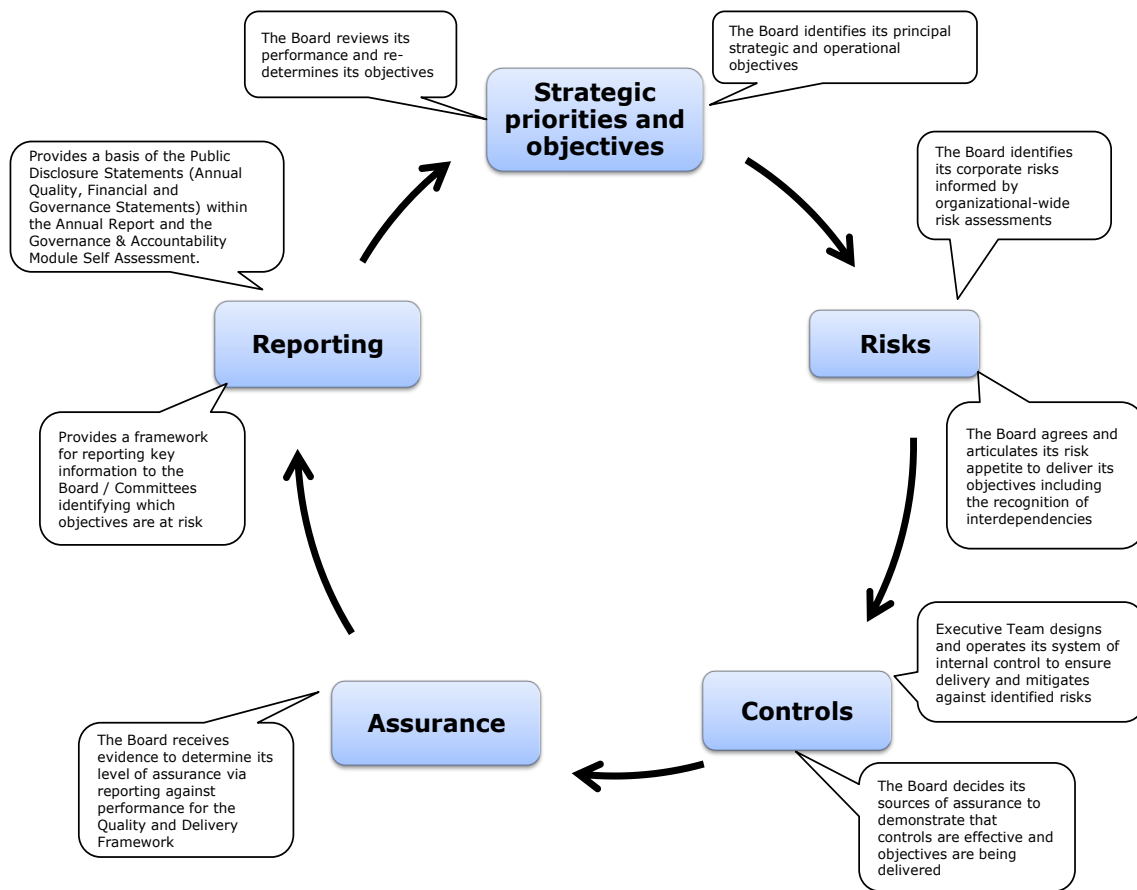 The Board reviews its
performance and re-
determines its objectives
The Board identifies its principal
strategic and operational
objectives
Strategic
priorities and
objectives
Provides a basis of the Public
Disclosure Statements (Annual
Quality, Financial and
Governance Statements) within
the Annual Report and the
Governance & Accountability
Module Self Assessment.
The Board identifies
its corporate risks
informed by
organizational-wide
risk assessments
Reporting
Risks
Provides a framework
for reporting key
information to the
Board / Committees
identifying which
objectives are at risk
The Board agrees and
articulates its risk
appetite to deliver its
objectives including
the recognition of
interdependencies
Executive Team designs
and operates its system of
internal control to ensure
delivery and mitigates
against identified risks
Assurance
Controls
The Board receives
evidence to determine its
level of assurance via
reporting against
performance for the
Quality and Delivery
Framework
The Board decides its
sources of assurance to
demonstrate that
controls are effective and
objectives are being
delivered